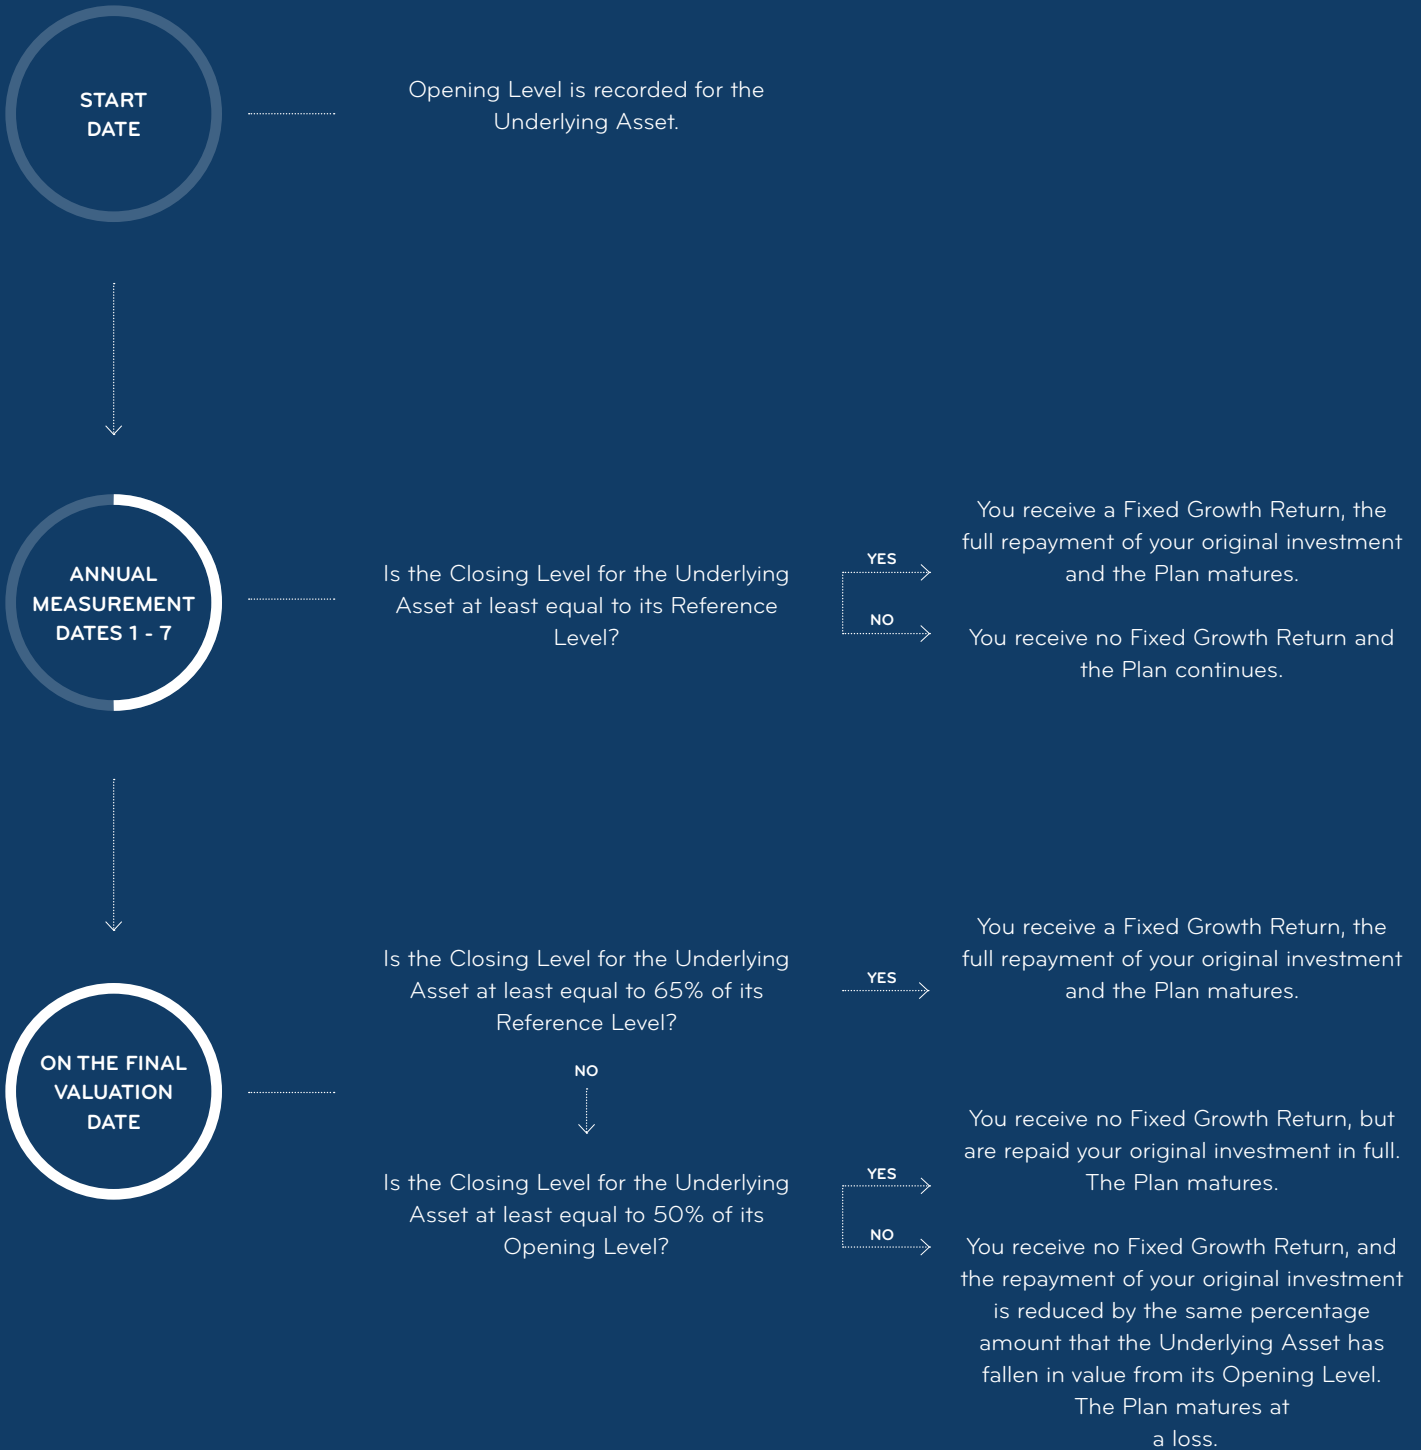 START
DATE
Opening Level is recorded for the
Underlying Asset.
ANNUAL
MEASUREMENT
DATES 1 - 7
Is the Closing Level for the Underlying
Asset at least equal to its Reference
Level?
YES
You receive a Fixed Growth Return, the
full repayment of your original investment
and the Plan matures.
NO
You receive no Fixed Growth Return and
the Plan continues.
ON THE FINAL
VALUATION
DATE
Is the Closing Level for the Underlying
Asset at least equal to 65% of its
Reference Level?
YES
You receive a Fixed Growth Return, the
full repayment of your original investment
and the Plan matures.
NO
Is the Closing Level for the Underlying
Asset at least equal to 50% of its
Opening Level?
YES
You receive no Fixed Growth Return, but
are repaid your original investment in full.
The Plan matures.
NO
You receive no Fixed Growth Return, and
the repayment of your original investment
is reduced by the same percentage
amount that the Underlying Asset has
fallen in value from its Opening Level.
The Plan matures at
a loss.